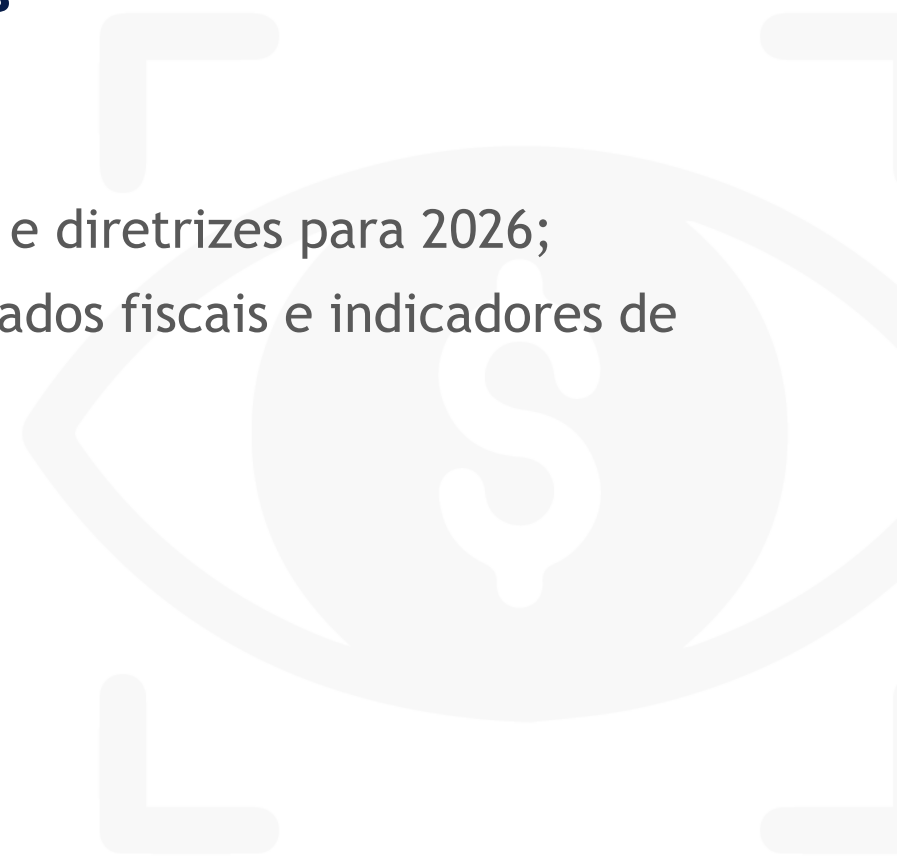 e diretrizes para 2026;
ados fiscais e indicadores de